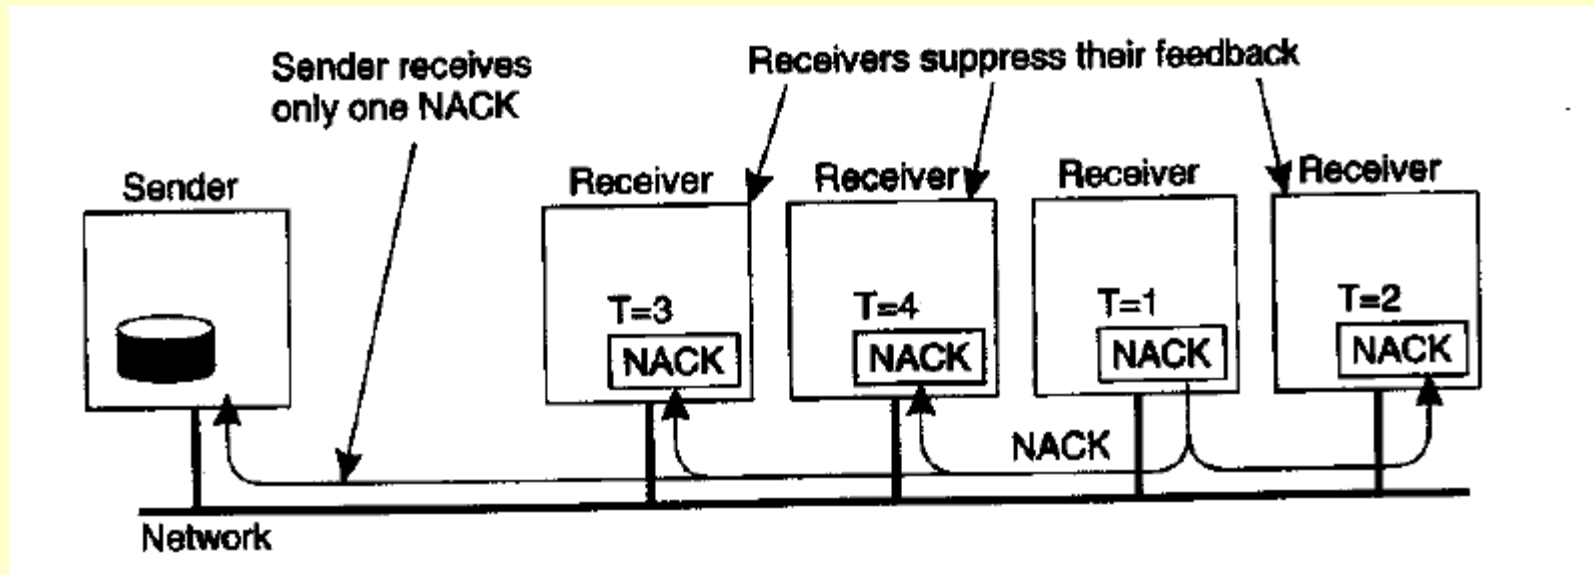 Sender receives
only one NACK
Receivers suppress their feedback
Sender
Receiver
Receiver
Receiver
Receiver
T=3
NACK
T=4
NACK
T=1
NACK
T=2
NACK
NACK
Network